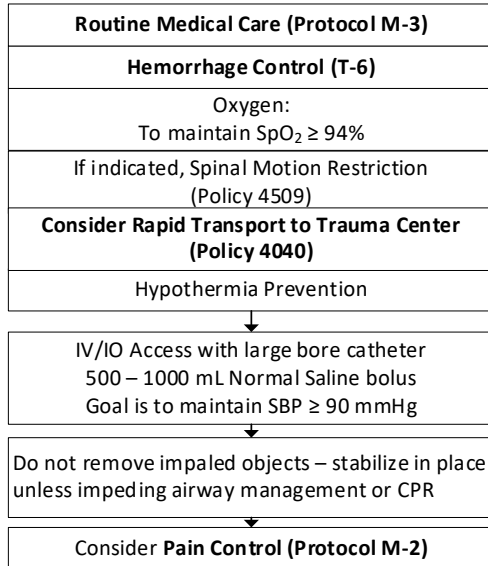 Routine Medical Care (Protocol M-3)
Hemorrhage Control (T-6)
Oxygen:
To maintain SpO₂ ≥ 94%
If indicated, Spinal Motion Restriction
(Policy 4509)
Consider Rapid Transport to Trauma Center
(Policy 4040)
Hypothermia Prevention
IV/IO Access with large bore catheter
500 – 1000 mL Normal Saline bolus
Goal is to maintain SBP ≥ 90 mmHg
Do not remove impaled objects – stabilize in place
unless impeding airway management or CPR
Consider Pain Control (Protocol M-2)